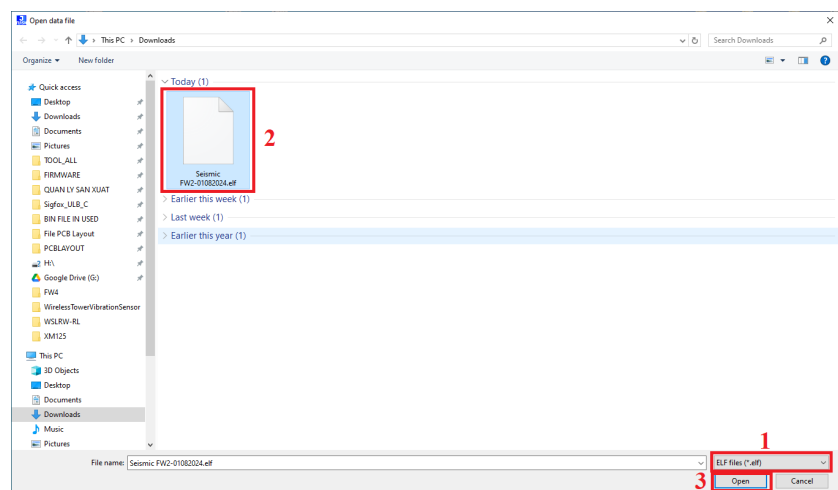 Open data file
This PC > Downloads
Search Downloads
Organize
New folder
Quick access
Desktop
Downloads
Documents
Pictures
TOOL_ALL
FIRMWARE
QUAN LY SAN XUAT
Sigfox_ULB_C
BIN FILE IN USED
File PCB Layout
PCBLAYOUT
H:\
Google Drive (G:)
FW4
WirelessTowerVibrationSensor
WSLRW-RL
XM125
This PC
3D Objects
Desktop
Documents
Downloads
Music
Pictures
Today (1)
2
Seismic
FW2-01082024.elf
Earlier this week (1)
Last week (1)
Earlier this year (1)
1
File name: Seismic FW2-01082024.elf
ELF files (*.elf)
3
Open
Cancel